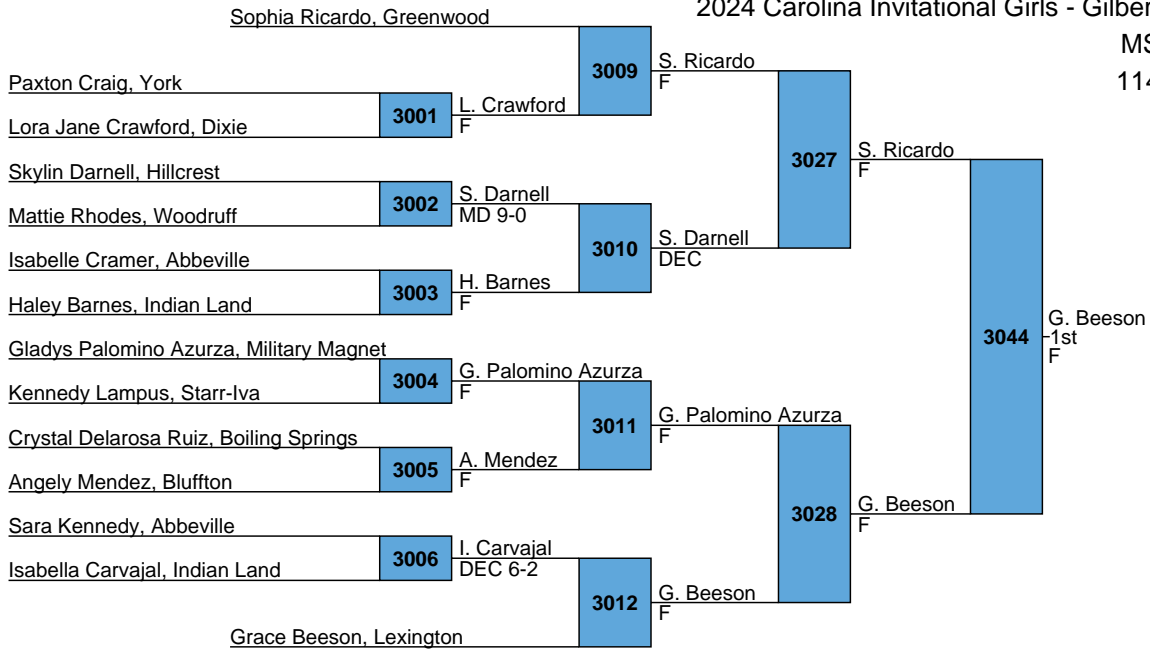 2024 Carolina Invitational Girls - Gilber
MS
114
Sophia Ricardo, Greenwood
3009
S. Ricardo
F
Paxton Craig, York
3001
L. Crawford
F
Lora Jane Crawford, Dixie
3027
S. Ricardo
F
Skylin Darnell, Hillcrest
3002
S. Darnell
MD 9-0
Mattie Rhodes, Woodruff
3010
S. Darnell
DEC
Isabelle Cramer, Abbeville
3003
H. Barnes
F
Haley Barnes, Indian Land
3044
G. Beeson
1st
F
Gladys Palomino Azurza, Military Magnet
3004
G. Palomino Azurza
F
Kennedy Lampus, Starr-Iva
3011
G. Palomino Azurza
F
Crystal Delarosa Ruiz, Boiling Springs
3005
A. Mendez
F
Angely Mendez, Bluffton
3028
G. Beeson
F
Sara Kennedy, Abbeville
3006
I. Carvajal
DEC 6-2
Isabella Carvajal, Indian Land
3012
G. Beeson
F
Grace Beeson, Lexington